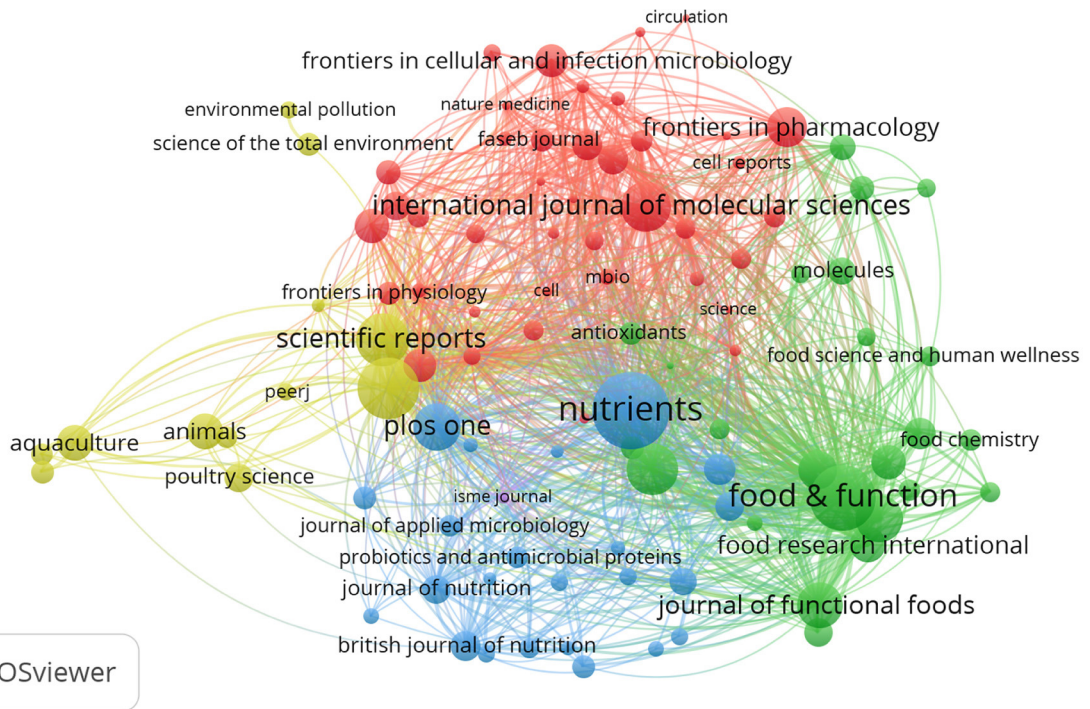 circulation
frontiers in cellular and infection microbiology
nature medicine
environmental pollution
frontiers in pharmacology
faseb journal
science of the total environment
cell reports
international journal of molecular sciences
molecules
mbio
cell
frontiers in physiology
science
antioxidants
scientific reports
food science and human wellness
peerj
nutrients
plos one
animals
food chemistry
aquaculture
poultry science
isme journal
food & function
journal of applied microbiology
food research international
probiotics and antimicrobial proteins
journal of nutrition
journal of functional foods
british journal of nutrition
OSviewer